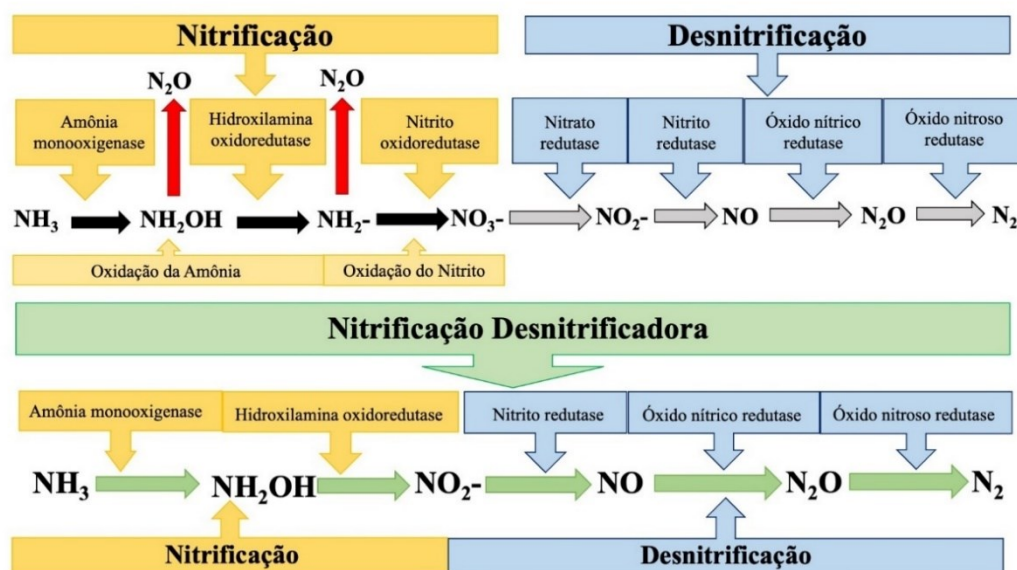 Nitrificação
Desnitrificação
N₂O
N₂O
Amônia
monooxigenase
Hidroxilamina
oxidoredutase
Nitrito
oxidoredutase
Nitrato
redutase
Nitrito
redutase
Óxido nítrico
redutase
Óxido nitroso
redutase
NH₃ NH₂OH NH₂- NO₃- NO₂- NO N₂O N₂
Oxidação da Amônia
Oxidação do Nitrito
Nitrificação Desnitrificadora
Amônia monooxigenase
Hidroxilamina oxidoredutase
Nitrito redutase
Óxido nítrico redutase
Óxido nitroso redutase
NH₃ NH₂OH NO₂- NO N₂O N₂
Nitrificação
Desnitrificação